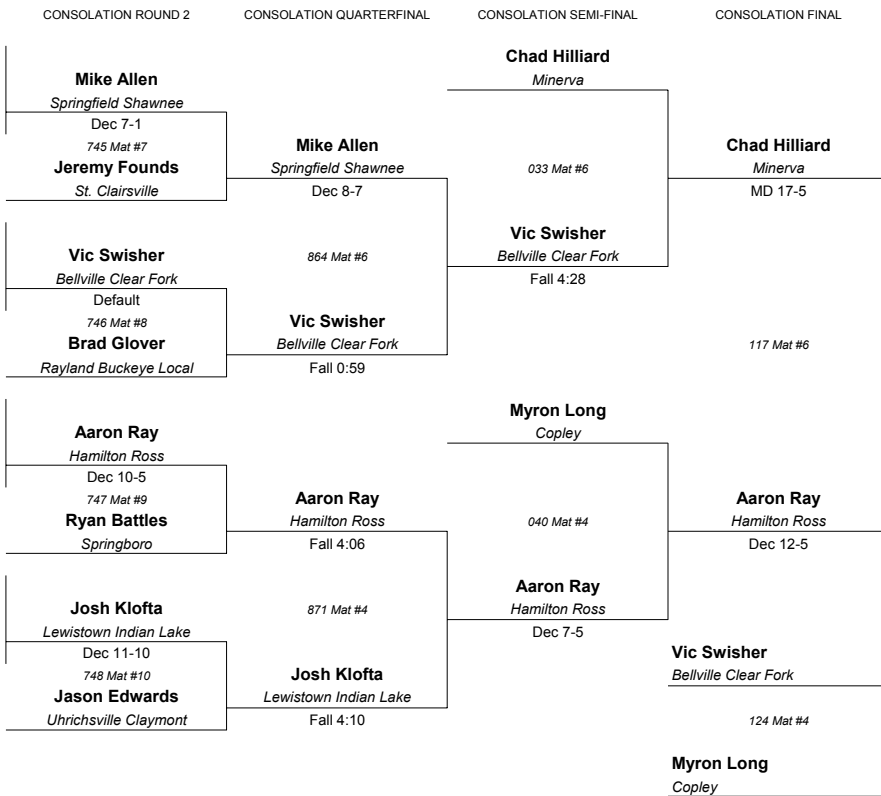 CONSOLATION ROUND 2 CONSOLATION QUARTERFINAL CONSOLATION SEMI-FINAL CONSOLATION FINAL
Mike Allen
Springfield Shawnee
Dec 7-1
745 Mat #7
Jeremy Founds
St. Clairsville
Vic Swisher
Bellville Clear Fork
Default
746 Mat #8
Brad Glover
Rayland Buckeye Local
Aaron Ray
Hamilton Ross
Dec 10-5
747 Mat #9
Ryan Battles
Springboro
Josh Klofta
Lewistown Indian Lake
Dec 11-10
748 Mat #10
Jason Edwards
Uhrichsville Claymont
Mike Allen
Springfield Shawnee
Dec 8-7
864 Mat #6
Vic Swisher
Bellville Clear Fork
Fall 0:59
Aaron Ray
Hamilton Ross
Fall 4:06
871 Mat #4
Josh Klofta
Lewistown Indian Lake
Fall 4:10
Chad Hilliard
Minerva
033 Mat #6
Vic Swisher
Bellville Clear Fork
Fall 4:28
Myron Long
Copley
040 Mat #4
Aaron Ray
Hamilton Ross
Dec 7-5
Chad Hilliard
Minerva
MD 17-5
117 Mat #6
Aaron Ray
Hamilton Ross
Dec 12-5
Vic Swisher
Bellville Clear Fork
124 Mat #4
Myron Long
Copley